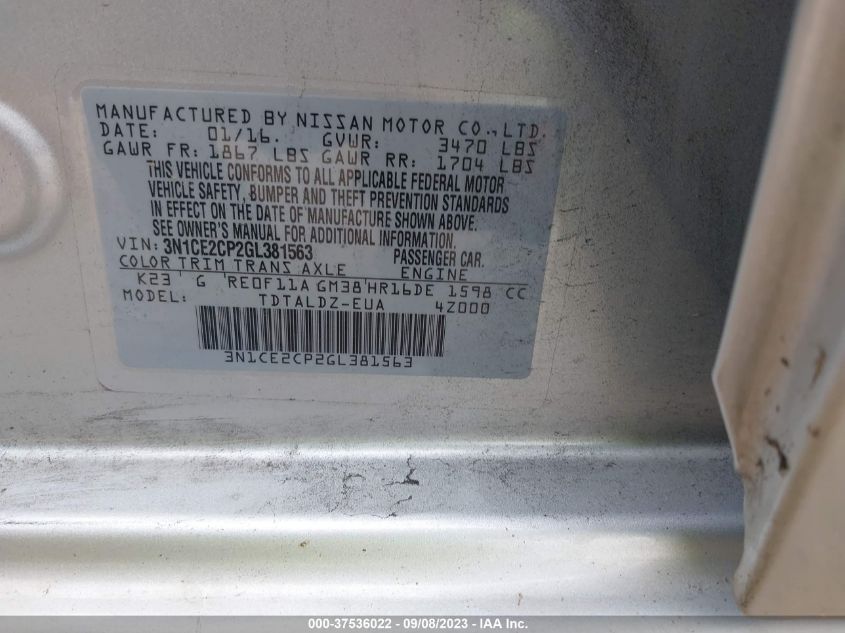 MANUFACTURED BY NISSAN MOTOR CO., LTD.
DATE: 01/16. GVWR: 3470 LBS
GAWR FR: 1867 LBS GAWR RR: 1704 LBS
THIS VEHICLE CONFORMS TO ALL APPLICABLE FEDERAL MOTOR
VEHICLE SAFETY, BUMPER AND THEFT PREVENTION STANDARDS
IN EFFECT ON THE DATE OF MANUFACTURE SHOWN ABOVE.
SEE OWNER'S MANUAL FOR ADDITIONAL INFORMATION.
VIN: 3N1CE2CP2GL381563 PASSENGER CAR.
COLOR TRIM TRANS AXLE ENGINE
K23 G RE0F11A GM38 HR16DE 1598 CC
MODEL: TDTALDZ-EUA 4Z000
3N1CE2CP2GL381563
000-37536022 - 09/08/2023 - IAA Inc.